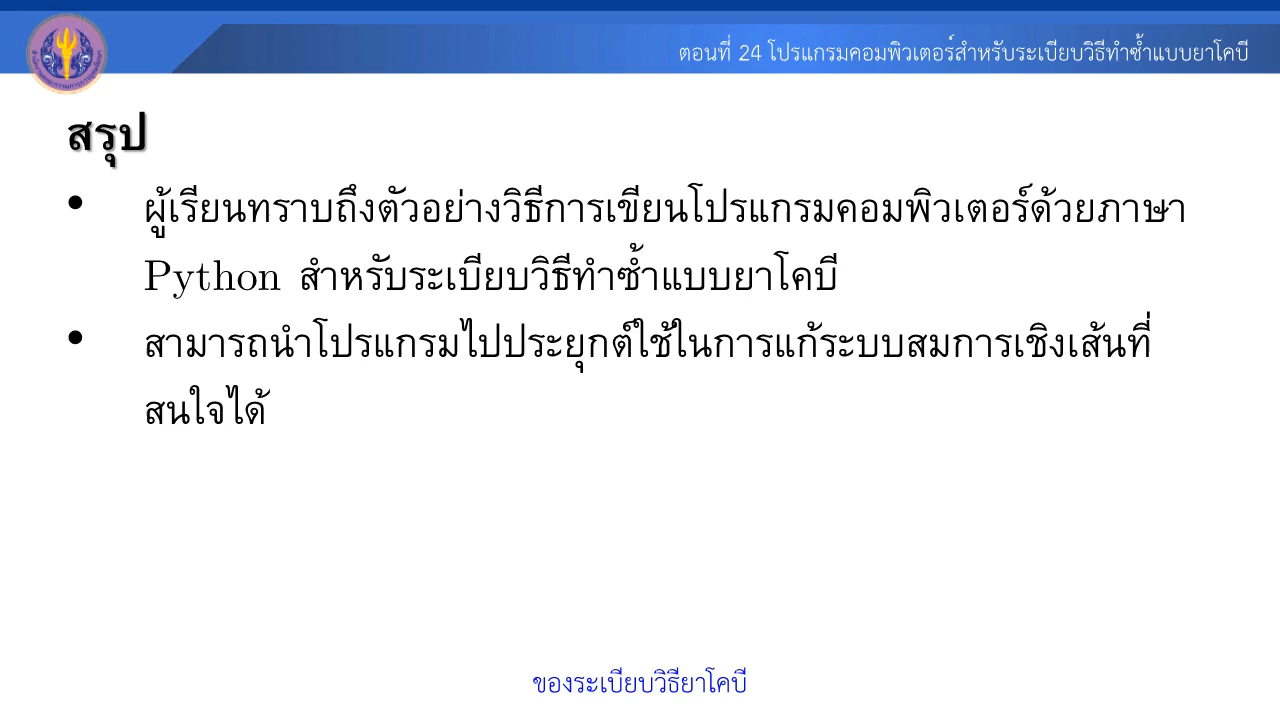 ตอนที่ 24 โปรแกรมคอมพิวเตอร์สำหรับระเบียบวิธีทำซ้ำแบบยาโคบี
สรุป
• ผู้เรียนทราบถึงตัวอย่างวิธีการเขียนโปรแกรมคอมพิวเตอร์ด้วยภาษา
Python สำหรับระเบียบวิธีทำซ้ำแบบยาโคบี
• สามารถนำโปรแกรมไปประยุกต์ใช้ในการแก้ระบบสมการเชิงเส้นที่
สนใจได้
ของระเบียบวิธียาโคบี